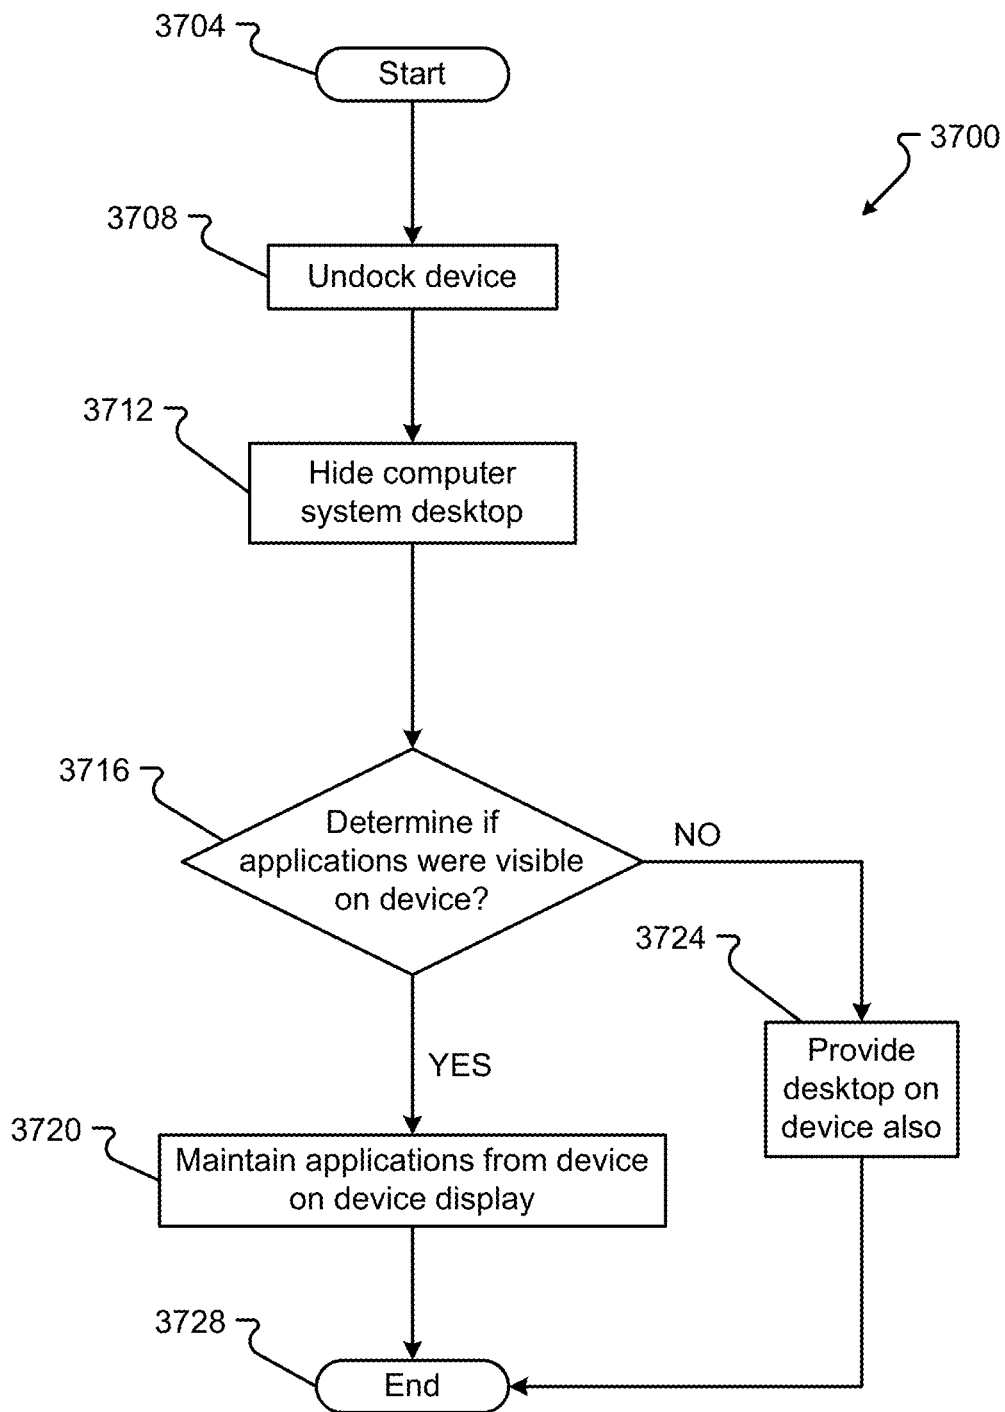 3704
Start
3700
3708
Undock device
3712
Hide computer
system desktop
3716
Determine if
applications were visible
on device?
NO
3724
Provide
desktop on
device also
YES
3720
Maintain applications from device
on device display
3728
End